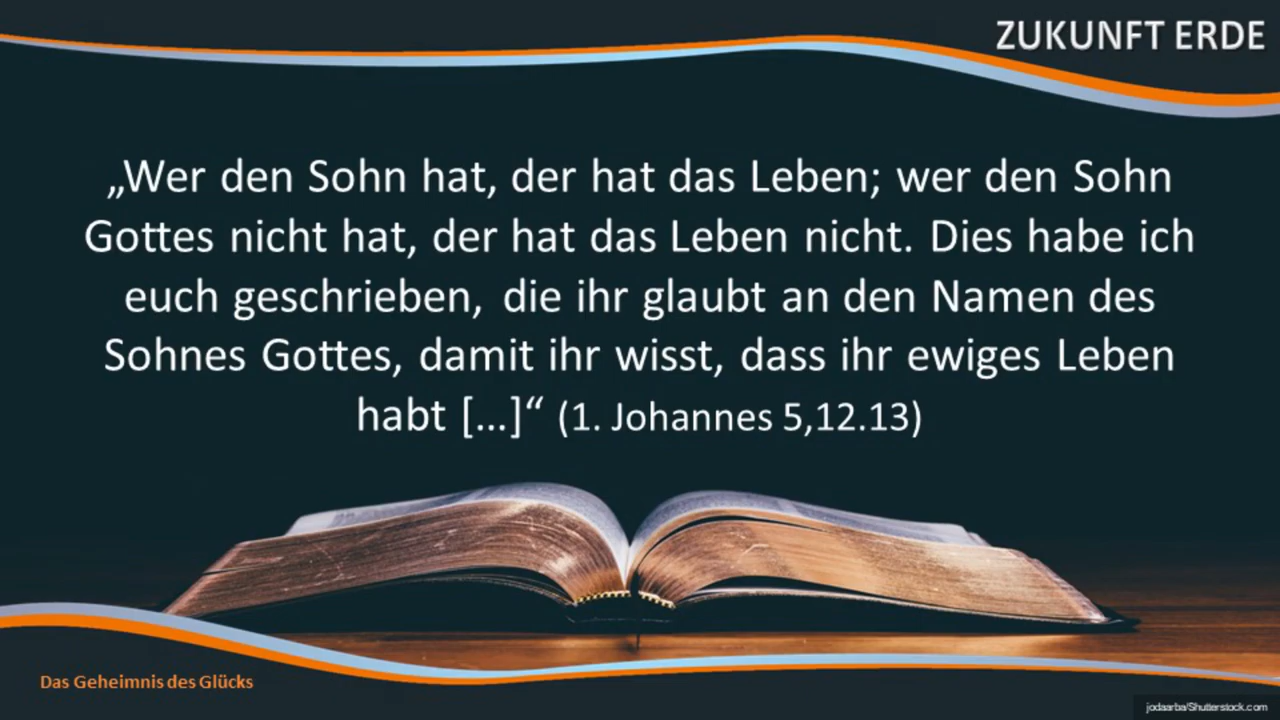 ZUKUNFT ERDE
„Wer den Sohn hat, der hat das Leben; wer den Sohn
Gottes nicht hat, der hat das Leben nicht. Dies habe ich
euch geschrieben, die ihr glaubt an den Namen des
Sohnes Gottes, damit ihr wisst, dass ihr ewiges Leben
habt [...]“ (1. Johannes 5,12.13)
Das Geheimnis des Glücks
jodaarba/Shutterstock.com